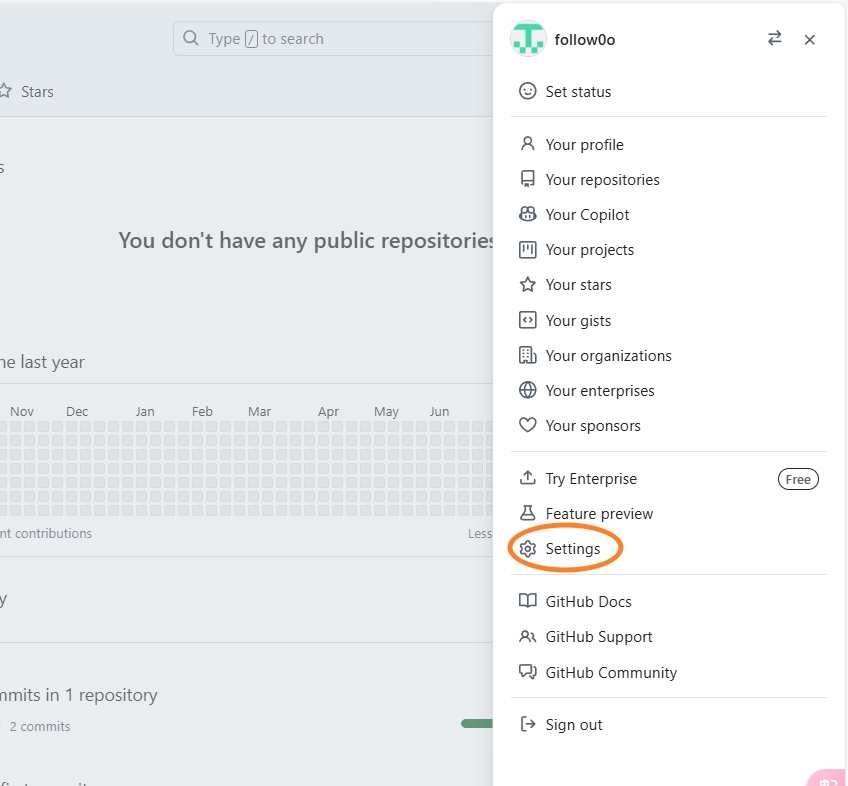 Type / to search
follow0o
Stars
Set status
s
Your profile
Your repositories
Your Copilot
You don't have any public repositories
Your projects
Your stars
Your gists
he last year
Your organizations
Your enterprises
Nov Dec Jan Feb Mar Apr May Jun
Your sponsors
Try Enterprise Free
Feature preview
nt contributions Less
Settings
y
GitHub Docs
GitHub Support
GitHub Community
mmits in 1 repository
2 commits
Sign out